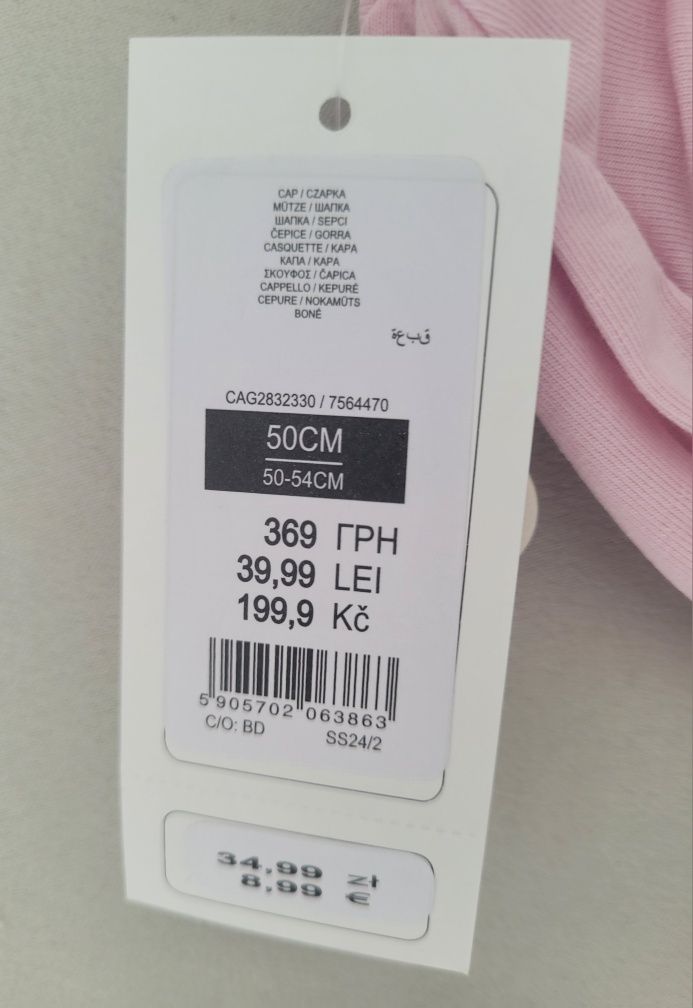 CAP / CZAPKA
MÜTZE / ШАПКА
ШАПКА / SEPCI
ČEPICE / GORRA
CASQUETTE / KAPA
КАПА / KAPA
ΣΚΟΥΦΟΣ / ČAPICA
CAPPELLO / KEPURĖ
CEPURE / NOKAMÜTS
BONÉ
قبعة
CAG2832330 / 7564470
50CM
50-54CM
369 ГРН
39,99 LEI
199,9 Kč
5 905702 063863
C/O: BD SS24/2
34,99 zł
8,99 €